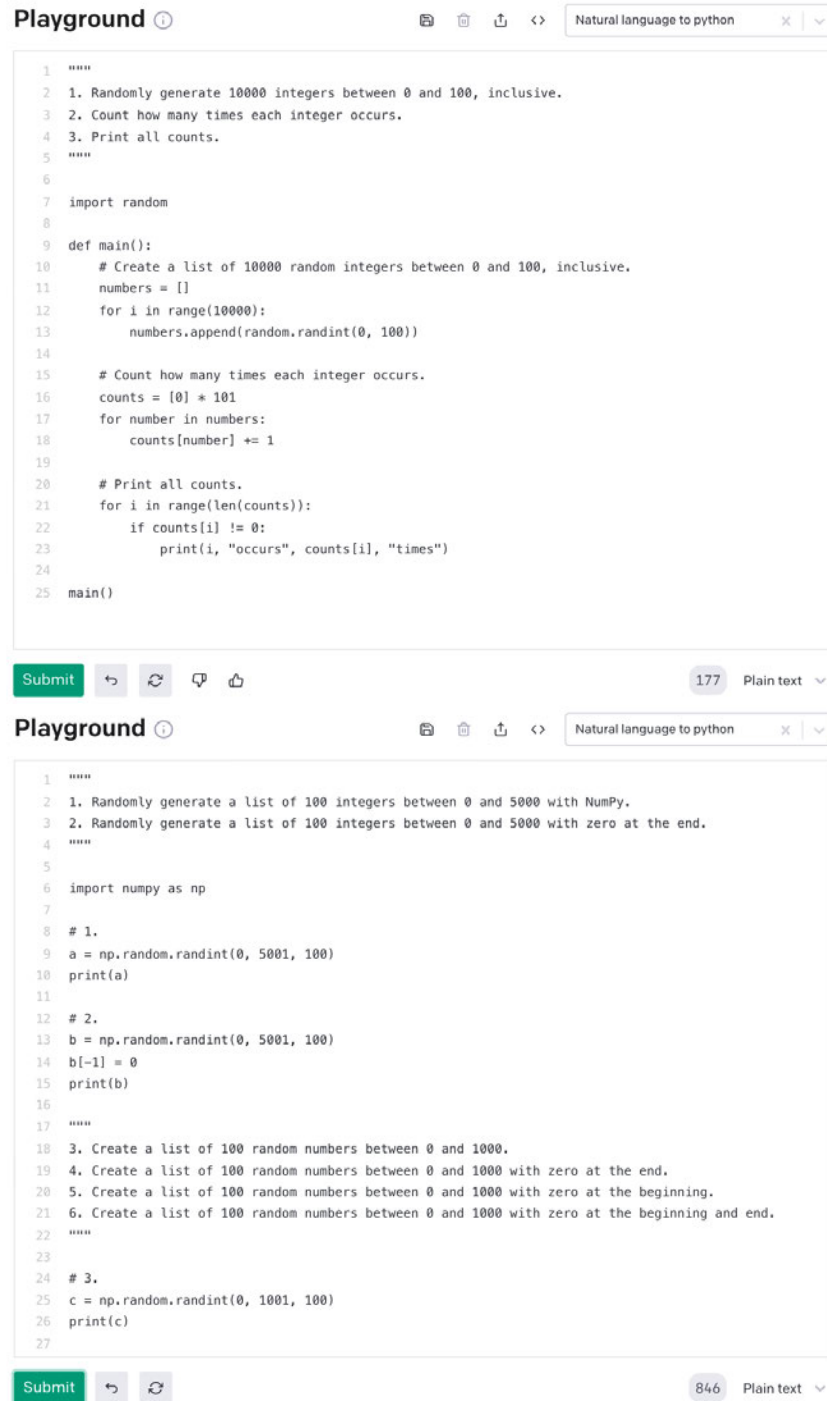 Playground
Natural language to python
1 """
2 1. Randomly generate 10000 integers between 0 and 100, inclusive.
3 2. Count how many times each integer occurs.
4 3. Print all counts.
5 """
6
7 import random
8
9 def main():
10     # Create a list of 10000 random integers between 0 and 100, inclusive.
11     numbers = []
12     for i in range(10000):
13         numbers.append(random.randint(0, 100))
14
15     # Count how many times each integer occurs.
16     counts = [0] * 101
17     for number in numbers:
18         counts[number] += 1
19
20     # Print all counts.
21     for i in range(len(counts)):
22         if counts[i] != 0:
23             print(i, "occurs", counts[i], "times")
24
25 main()
Submit 177 Plain text
Playground
Natural language to python
1 """
2 1. Randomly generate a list of 100 integers between 0 and 5000 with NumPy.
3 2. Randomly generate a list of 100 integers between 0 and 5000 with zero at the end.
4 """
5
6 import numpy as np
7
8 # 1.
9 a = np.random.randint(0, 5001, 100)
10 print(a)
11
12 # 2.
13 b = np.random.randint(0, 5001, 100)
14 b[-1] = 0
15 print(b)
16
17 """
18 3. Create a list of 100 random numbers between 0 and 1000.
19 4. Create a list of 100 random numbers between 0 and 1000 with zero at the end.
20 5. Create a list of 100 random numbers between 0 and 1000 with zero at the beginning.
21 6. Create a list of 100 random numbers between 0 and 1000 with zero at the beginning and end.
22 """
23
24 # 3.
25 c = np.random.randint(0, 1001, 100)
26 print(c)
27
Submit 846 Plain text